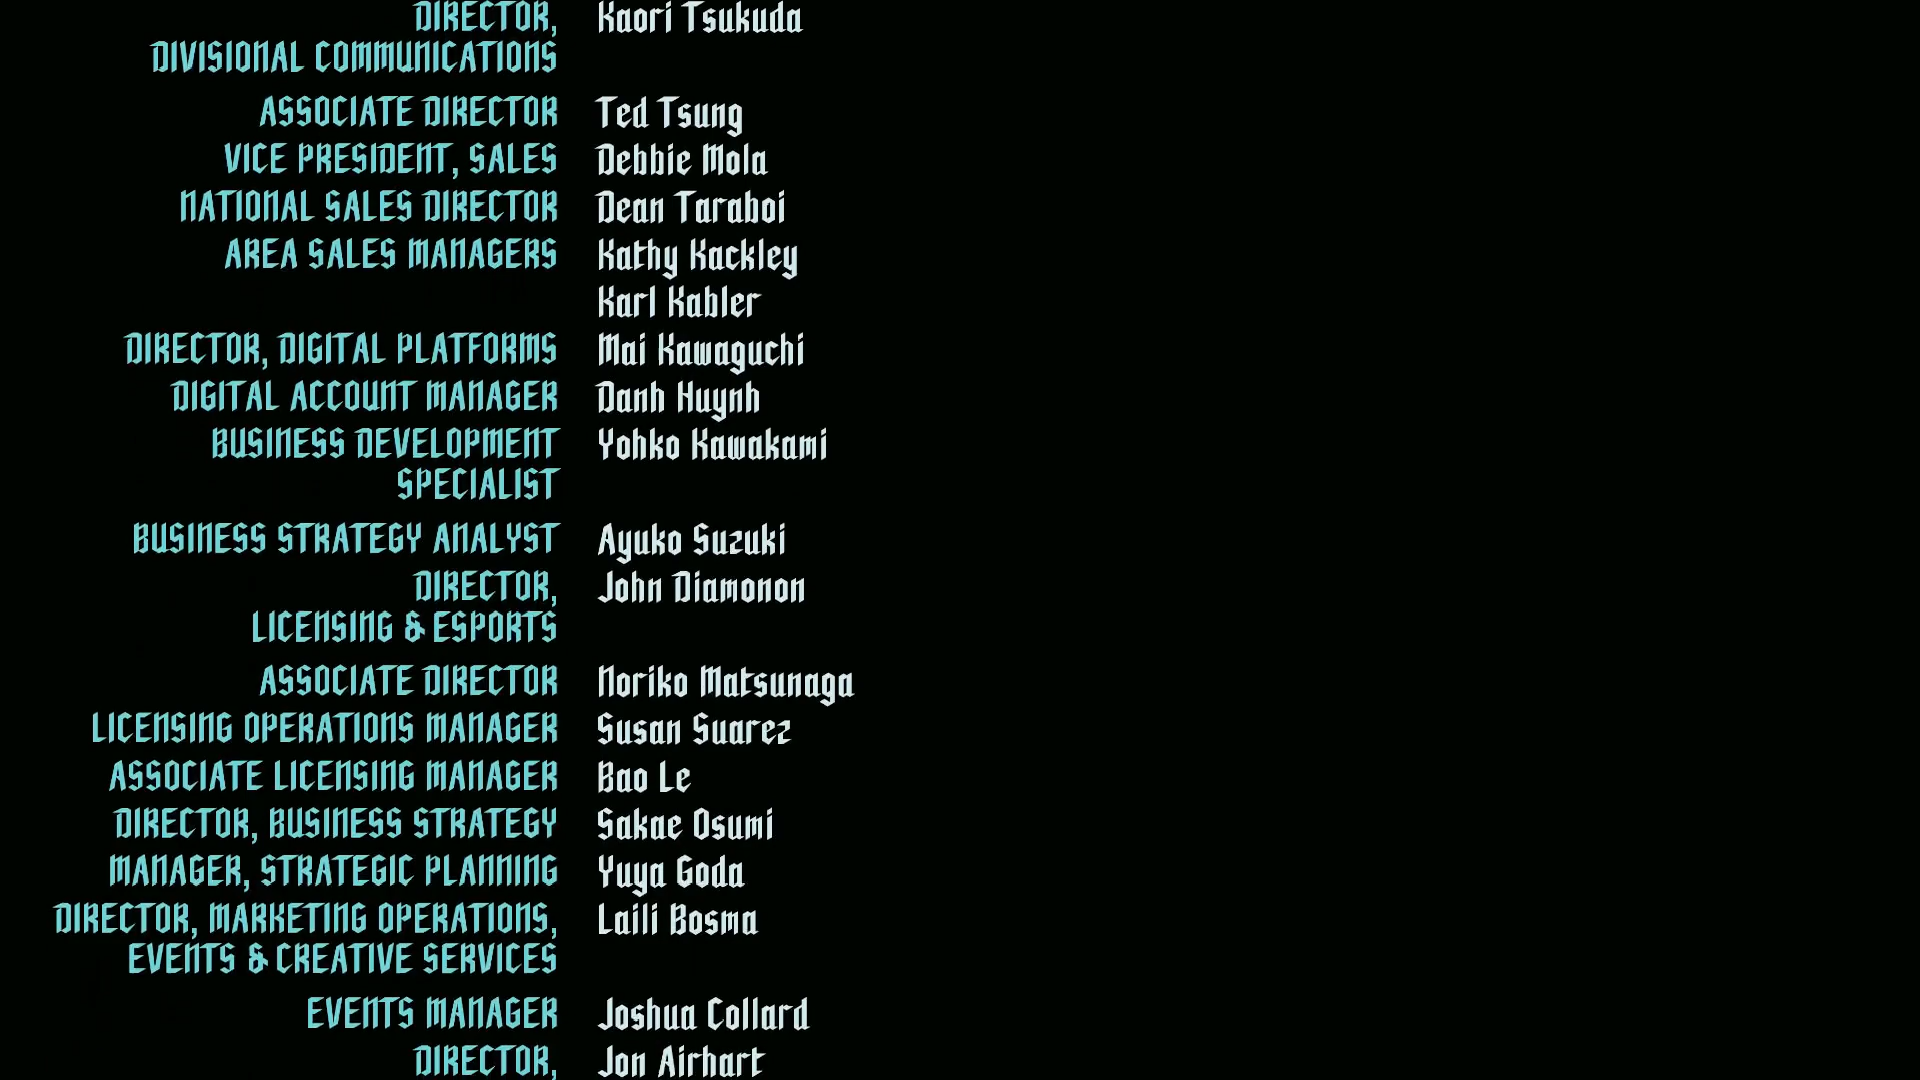 DIRECTOR, Kaori Tsukuda
DIVISIONAL COMMUNICATIONS
ASSOCIATE DIRECTOR Ted Tsung
VICE PRESIDENT, SALES Debbie Mola
NATIONAL SALES DIRECTOR Dean Taraboi
AREA SALES MANAGERS Kathy Kackley
Karl Kabler
DIRECTOR, DIGITAL PLATFORMS Mai Kawaguchi
DIGITAL ACCOUNT MANAGER Danh Huynh
BUSINESS DEVELOPMENT Yohko Kawakami
SPECIALIST
BUSINESS STRATEGY ANALYST Ayuko Suzuki
DIRECTOR, John Diamonon
LICENSING & ESPORTS
ASSOCIATE DIRECTOR Noriko Matsunaga
LICENSING OPERATIONS MANAGER Susan Suarez
ASSOCIATE LICENSING MANAGER Bao Le
DIRECTOR, BUSINESS STRATEGY Sakae Osumi
MANAGER, STRATEGIC PLANNING Yuya Goda
DIRECTOR, MARKETING OPERATIONS, Laili Bosma
EVENTS & CREATIVE SERVICES
EVENTS MANAGER Joshua Collard
DIRECTOR, Jon Airhart